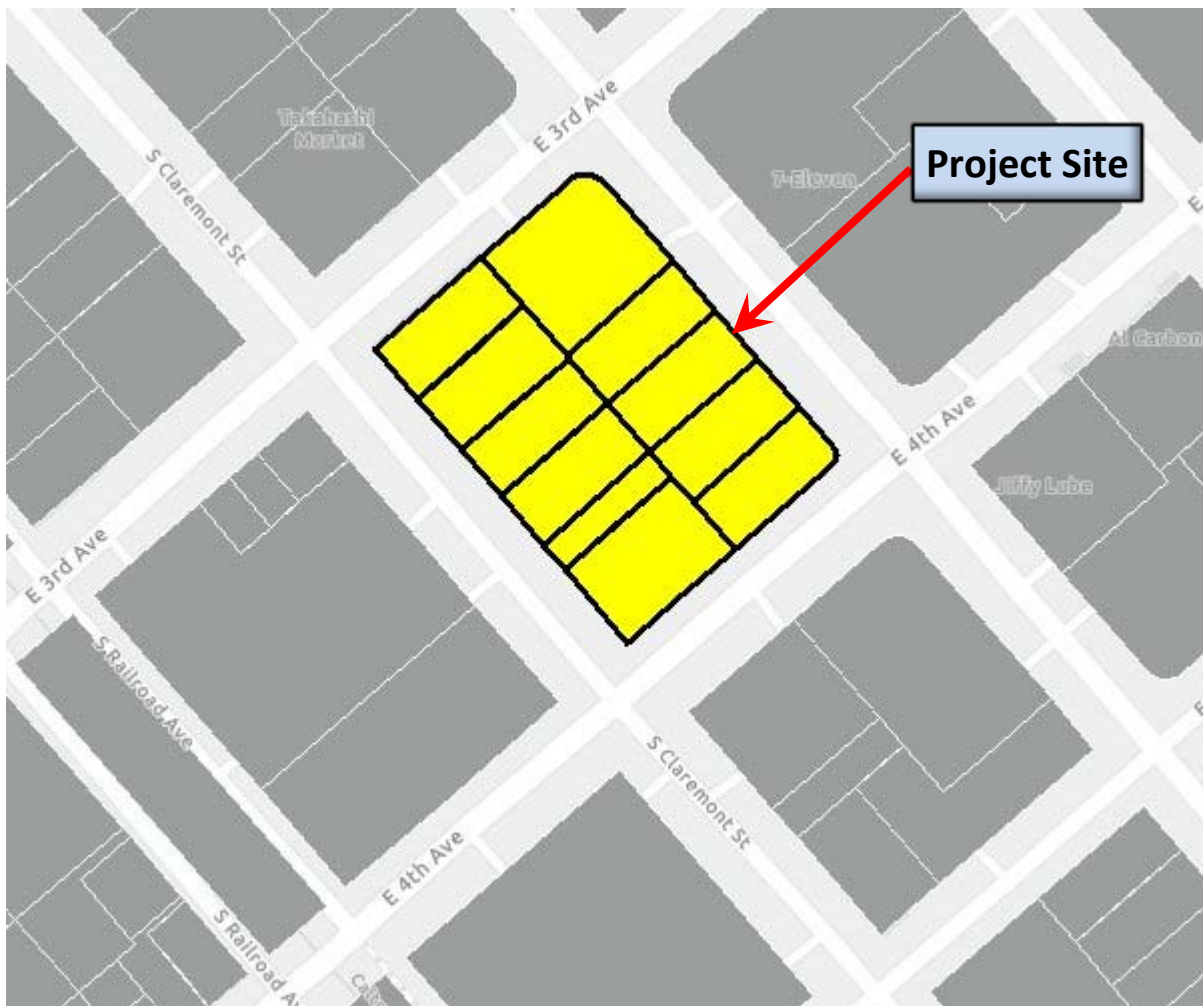 E 3rd Ave
Takahashi
Market
S Claremont St
7-Eleven
Project Site
E
Al Carbon
E 4th Ave
Jiffy Lube
E 3rd Ave
S Railroad Ave
S Claremont St
E 4th Ave
S Railroad Av